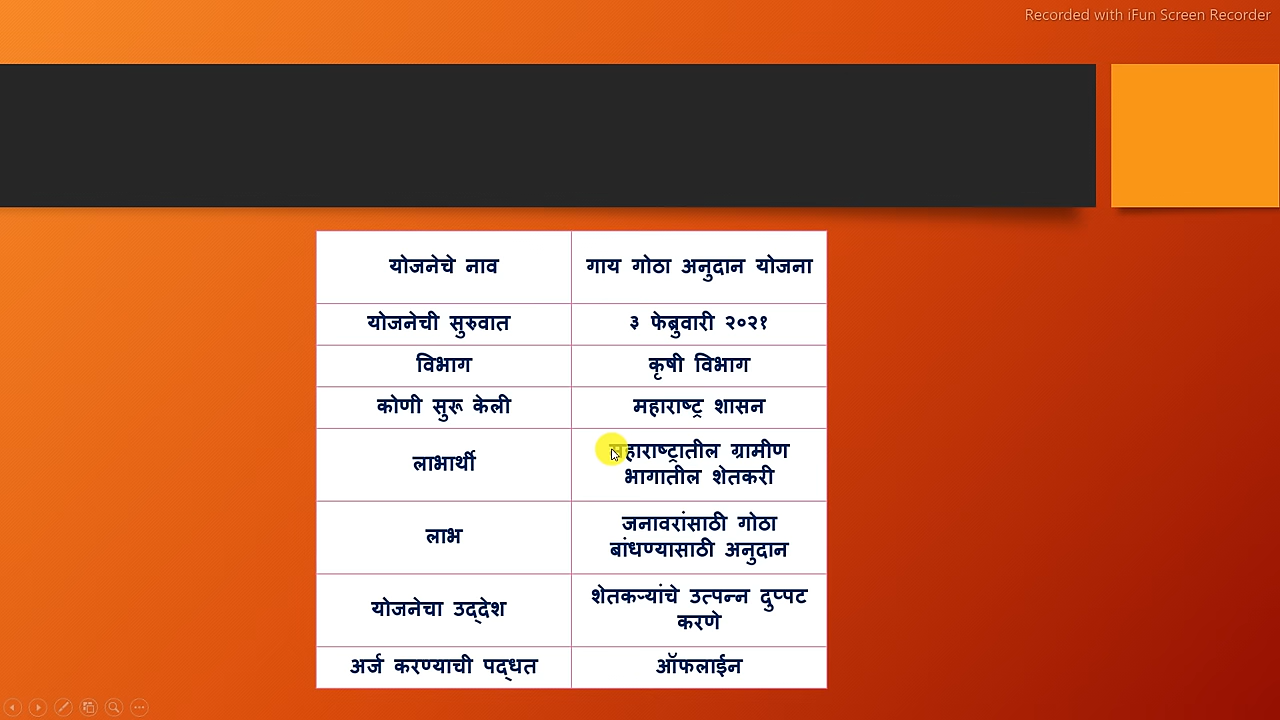 Recorded with iFun Screen Recorder
योजनेचे नाव
गाय गोठा अनुदान योजना
योजनेची सुरुवात
३ फेब्रुवारी २०२१
विभाग
कृषी विभाग
कोणी सुरू केली
महाराष्ट्र शासन
लाभार्थी
महाराष्ट्रातील ग्रामीण
भागातील शेतकरी
लाभ
जनावरांसाठी गोठा
बांधण्यासाठी अनुदान
योजनेचा उद्देश
शेतकऱ्यांचे उत्पन्न दुप्पट
करणे
अर्ज करण्याची पद्धत
ऑफलाईन